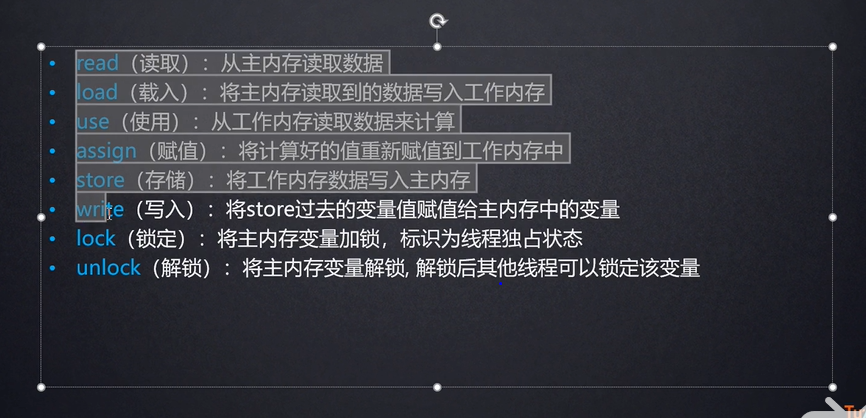 • read（读取）：从主内存读取数据
• load（载入）：将主内存读取到的数据写入工作内存
• use（使用）：从工作内存读取数据来计算
• assign（赋值）：将计算好的值重新赋值到工作内存中
• store（存储）：将工作内存数据写入主内存
• write（写入）：将store过去的变量值赋值给主内存中的变量
• lock（锁定）：将主内存变量加锁，标识为线程独占状态
• unlock（解锁）：将主内存变量解锁, 解锁后其他线程可以锁定该变量